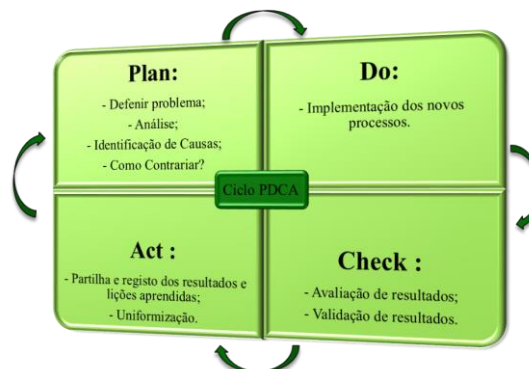 Plan:
- Defenir problema;
- Análise;
- Identificação de Causas;
- Como Contrariar?
Do:
- Implementação dos novos
processos.
Ciclo PDCA
Act :
- Partilha e registo dos resultados e
lições aprendidas;
- Uniformização.
Check :
- Avaliação de resultados;
- Validação de resultados.